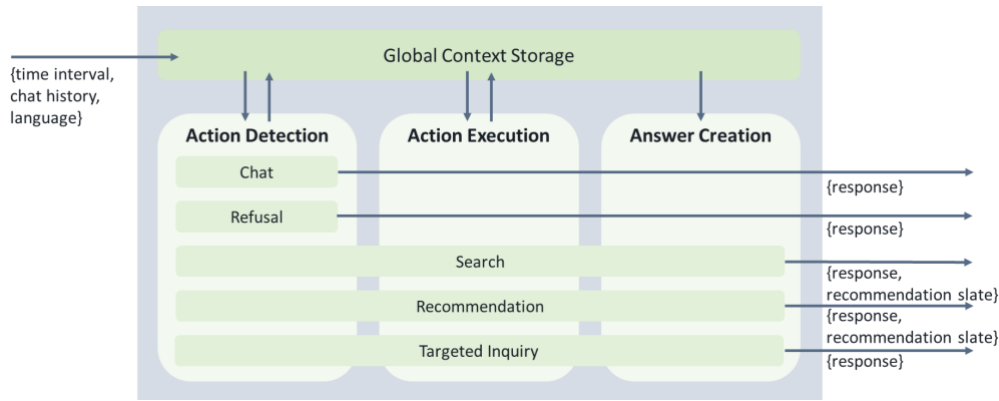 Global Context Storage
{time interval,
chat history,
language}
Action Detection
Action Execution
Answer Creation
Chat
{response}
Refusal
{response}
Search
{response,
recommendation slate}
Recommendation
{response,
recommendation slate}
Targeted Inquiry
{response}